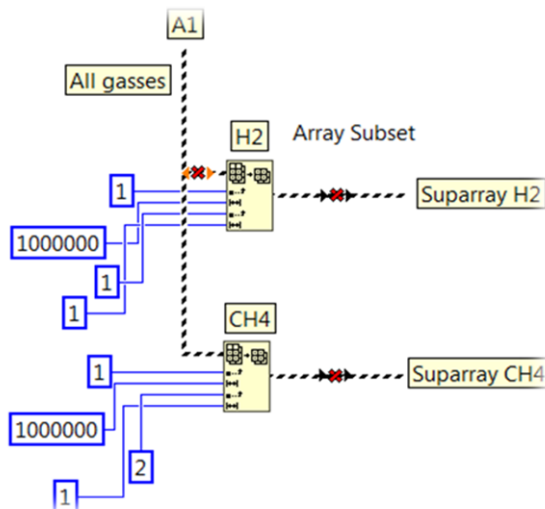 A1
All gasses
H2
Array Subset
1
Suparray H2
1000000
1
1
CH4
1
Suparray CH4
1000000
2
1